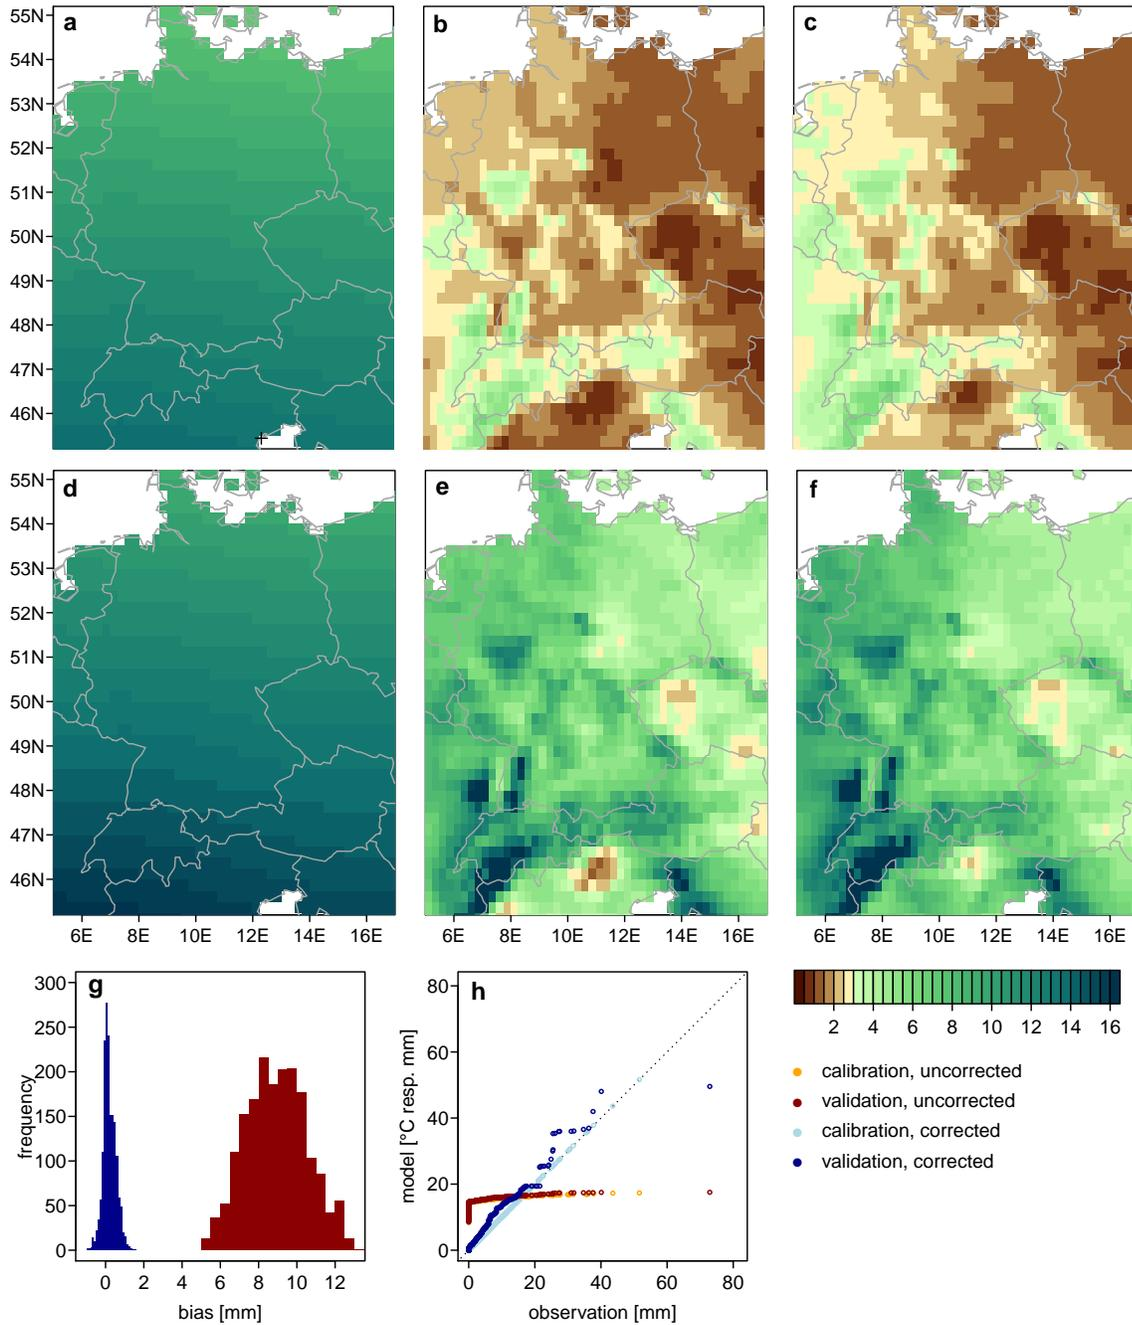 a
b
c
55N
54N
53N
52N
51N
50N
49N
48N
47N
46N
d
e
f
55N
54N
53N
52N
51N
50N
49N
48N
47N
46N
6E 8E 10E 12E 14E 16E
6E 8E 10E 12E 14E 16E
6E 8E 10E 12E 14E 16E
g
frequency
300
250
200
150
100
50
0
0 2 4 6 8 10 12
bias [mm]
h
model [°C resp. mm]
80
60
40
20
0
0 20 40 60 80
observation [mm]
2 4 6 8 10 12 14 16
calibration, uncorrected
validation, uncorrected
calibration, corrected
validation, corrected